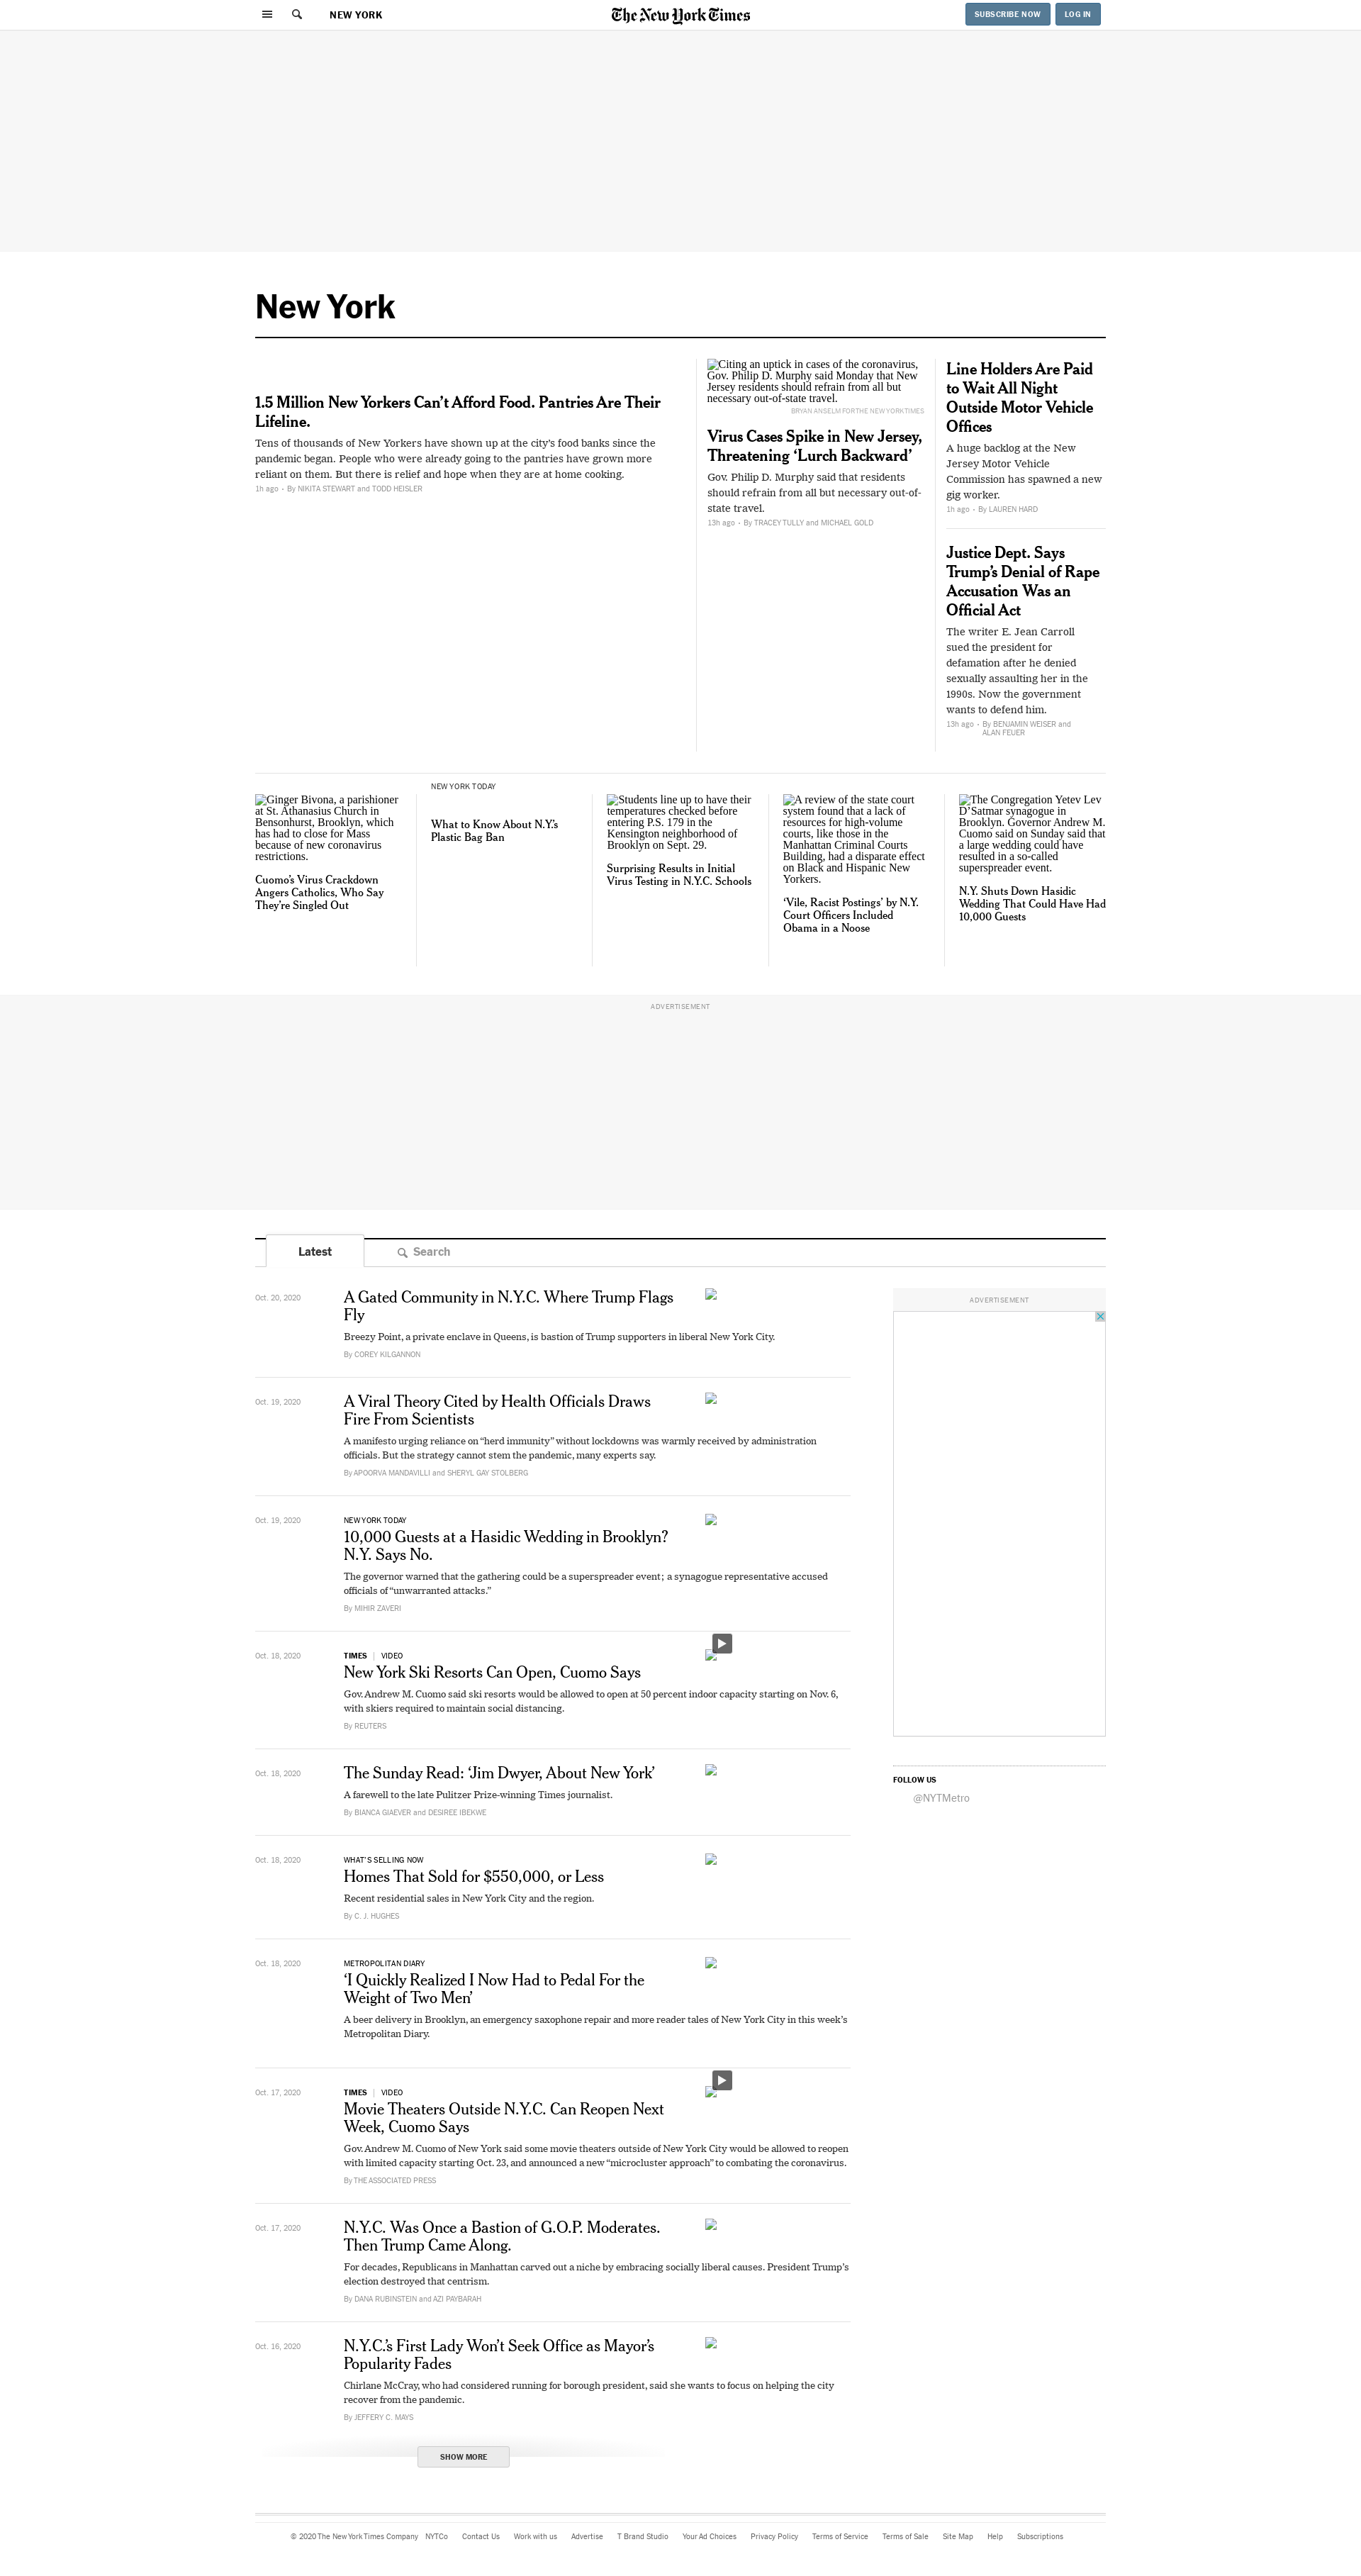 NEW YORK
The New York Times
SUBSCRIBE NOW
LOG IN
New York
1.5 Million New Yorkers Can’t Afford Food. Pantries Are Their
Lifeline.
Tens of thousands of New Yorkers have shown up at the city’s food banks since the
pandemic began. People who were already going to the pantries have grown more
reliant on them. But there is relief and hope when they are at home cooking.
1h ago • By NIKITA STEWART and TODD HEISLER
Citing an uptick in cases of the coronavirus,
Gov. Philip D. Murphy said Monday that New
Jersey residents should refrain from all but
necessary out-of-state travel.
BRYAN ANSELM FOR THE NEW YORK TIMES
Virus Cases Spike in New Jersey,
Threatening ‘Lurch Backward’
Gov. Philip D. Murphy said that residents
should refrain from all but necessary out-of-
state travel.
13h ago • By TRACEY TULLY and MICHAEL GOLD
Line Holders Are Paid
to Wait All Night
Outside Motor Vehicle
Offices
A huge backlog at the New
Jersey Motor Vehicle
Commission has spawned a new
gig worker.
1h ago • By LAUREN HARD
Justice Dept. Says
Trump’s Denial of Rape
Accusation Was an
Official Act
The writer E. Jean Carroll
sued the president for
defamation after he denied
sexually assaulting her in the
1990s. Now the government
wants to defend him.
13h ago • By BENJAMIN WEISER and
ALAN FEUER
Ginger Bivona, a parishioner
at St. Athanasius Church in
Bensonhurst, Brooklyn, which
has had to close for Mass
because of new coronavirus
restrictions.
Cuomo’s Virus Crackdown
Angers Catholics, Who Say
They’re Singled Out
NEW YORK TODAY
What to Know About N.Y.’s
Plastic Bag Ban
Students line up to have their
temperatures checked before
entering P.S. 179 in the
Kensington neighborhood of
Brooklyn on Sept. 29.
Surprising Results in Initial
Virus Testing in N.Y.C. Schools
A review of the state court
system found that a lack of
resources for high-volume
courts, like those in the
Manhattan Criminal Courts
Building, had a disparate effect
on Black and Hispanic New
Yorkers.
‘Vile, Racist Postings’ by N.Y.
Court Officers Included
Obama in a Noose
The Congregation Yetev Lev
D’Satmar synagogue in
Brooklyn. Governor Andrew M.
Cuomo said on Sunday said that
a large wedding could have
resulted in a so-called
superspreader event.
N.Y. Shuts Down Hasidic
Wedding That Could Have Had
10,000 Guests
ADVERTISEMENT
Latest
Search
Oct. 20, 2020
A Gated Community in N.Y.C. Where Trump Flags
Fly
Breezy Point, a private enclave in Queens, is bastion of Trump supporters in liberal New York City.
By COREY KILGANNON
ADVERTISEMENT
Oct. 19, 2020
A Viral Theory Cited by Health Officials Draws
Fire From Scientists
A manifesto urging reliance on “herd immunity” without lockdowns was warmly received by administration
officials. But the strategy cannot stem the pandemic, many experts say.
By APOORVA MANDAVILLI and SHERYL GAY STOLBERG
Oct. 19, 2020
NEW YORK TODAY
10,000 Guests at a Hasidic Wedding in Brooklyn?
N.Y. Says No.
The governor warned that the gathering could be a superspreader event; a synagogue representative accused
officials of “unwarranted attacks.”
By MIHIR ZAVERI
Oct. 18, 2020
TIMES | VIDEO
New York Ski Resorts Can Open, Cuomo Says
Gov. Andrew M. Cuomo said ski resorts would be allowed to open at 50 percent indoor capacity starting on Nov. 6,
with skiers required to maintain social distancing.
By REUTERS
Oct. 18, 2020
The Sunday Read: ‘Jim Dwyer, About New York’
A farewell to the late Pulitzer Prize-winning Times journalist.
By BIANCA GIAEVER and DESIREE IBEKWE
FOLLOW US
@NYTMetro
Oct. 18, 2020
WHAT’S SELLING NOW
Homes That Sold for $550,000, or Less
Recent residential sales in New York City and the region.
By C. J. HUGHES
Oct. 18, 2020
METROPOLITAN DIARY
‘I Quickly Realized I Now Had to Pedal For the
Weight of Two Men’
A beer delivery in Brooklyn, an emergency saxophone repair and more reader tales of New York City in this week’s
Metropolitan Diary.
Oct. 17, 2020
TIMES | VIDEO
Movie Theaters Outside N.Y.C. Can Reopen Next
Week, Cuomo Says
Gov. Andrew M. Cuomo of New York said some movie theaters outside of New York City would be allowed to reopen
with limited capacity starting Oct. 23, and announced a new “microcluster approach” to combating the coronavirus.
By THE ASSOCIATED PRESS
Oct. 17, 2020
N.Y.C. Was Once a Bastion of G.O.P. Moderates.
Then Trump Came Along.
For decades, Republicans in Manhattan carved out a niche by embracing socially liberal causes. President Trump’s
election destroyed that centrism.
By DANA RUBINSTEIN and AZI PAYBARAH
Oct. 16, 2020
N.Y.C.’s First Lady Won’t Seek Office as Mayor’s
Popularity Fades
Chirlane McCray, who had considered running for borough president, said she wants to focus on helping the city
recover from the pandemic.
By JEFFERY C. MAYS
SHOW MORE
© 2020 The New York Times Company NYTCo Contact Us Work with us Advertise T Brand Studio Your Ad Choices Privacy Policy Terms of Service Terms of Sale Site Map Help Subscriptions